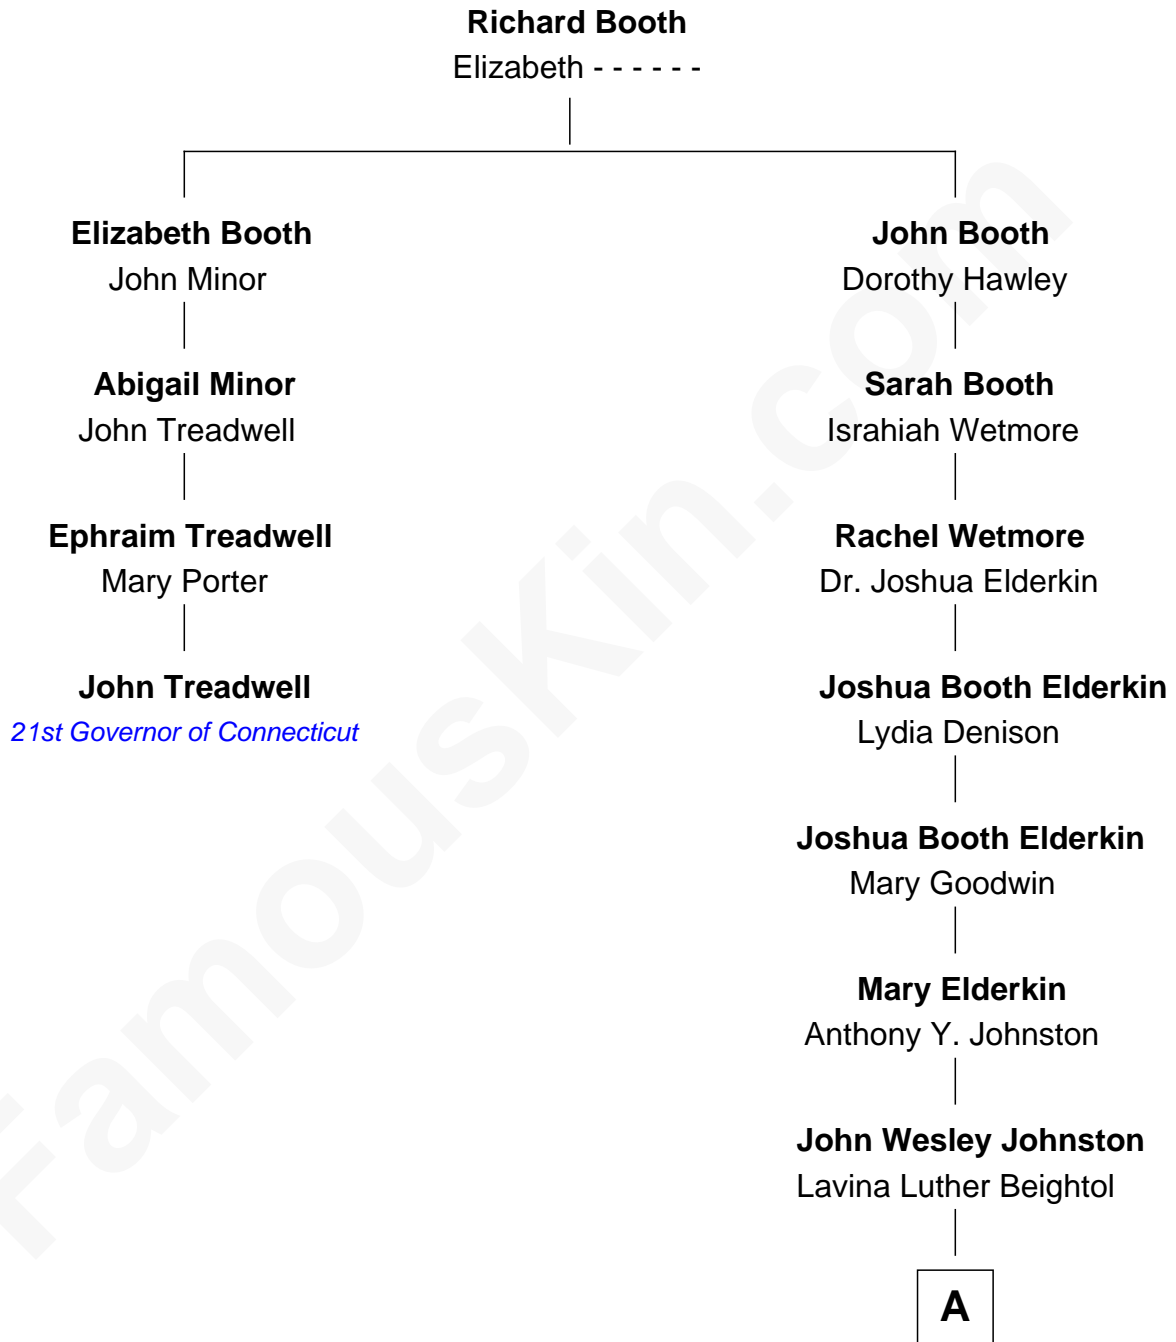 Richard Booth
Elizabeth - - - - - -
Elizabeth Booth
John Minor
John Booth
Dorothy Hawley
Abigail Minor
John Treadwell
Sarah Booth
Israhiah Wetmore
Ephraim Treadwell
Mary Porter
Rachel Wetmore
Dr. Joshua Elderkin
John Treadwell
21st Governor of Connecticut
Joshua Booth Elderkin
Lydia Denison
Joshua Booth Elderkin
Mary Goodwin
Mary Elderkin
Anthony Y. Johnston
John Wesley Johnston
Lavina Luther Beightol
A
FamousKin.com